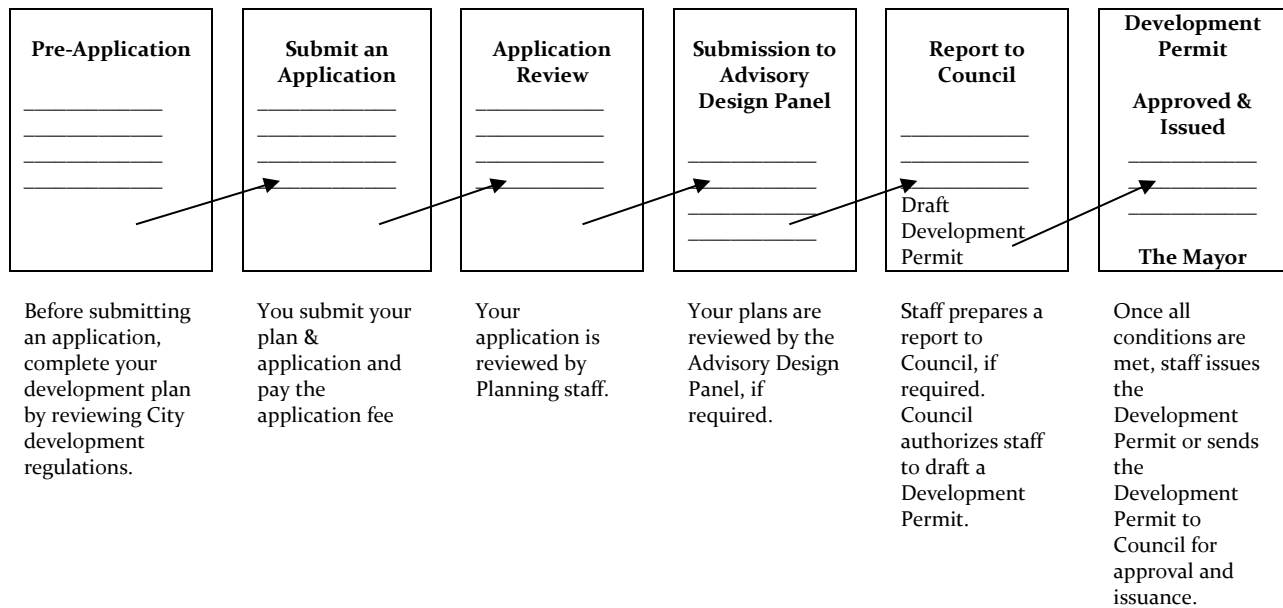 Pre-Application
Submit an
Application
Application
Review
Submission to
Advisory
Design Panel
Report to
Council
Draft
Development
Permit
Development
Permit
Approved &
Issued
The Mayor
Before submitting
an application,
complete your
development plan
by reviewing City
development
regulations.
You submit your
plan &
application and
pay the
application fee
Your
application is
reviewed by
Planning staff.
Your plans are
reviewed by the
Advisory Design
Panel, if
required.
Staff prepares a
report to
Council, if
required.
Council
authorizes staff
to draft a
Development
Permit.
Once all
conditions are
met, staff issues
the
Development
Permit or sends
the
Development
Permit to
Council for
approval and
issuance.